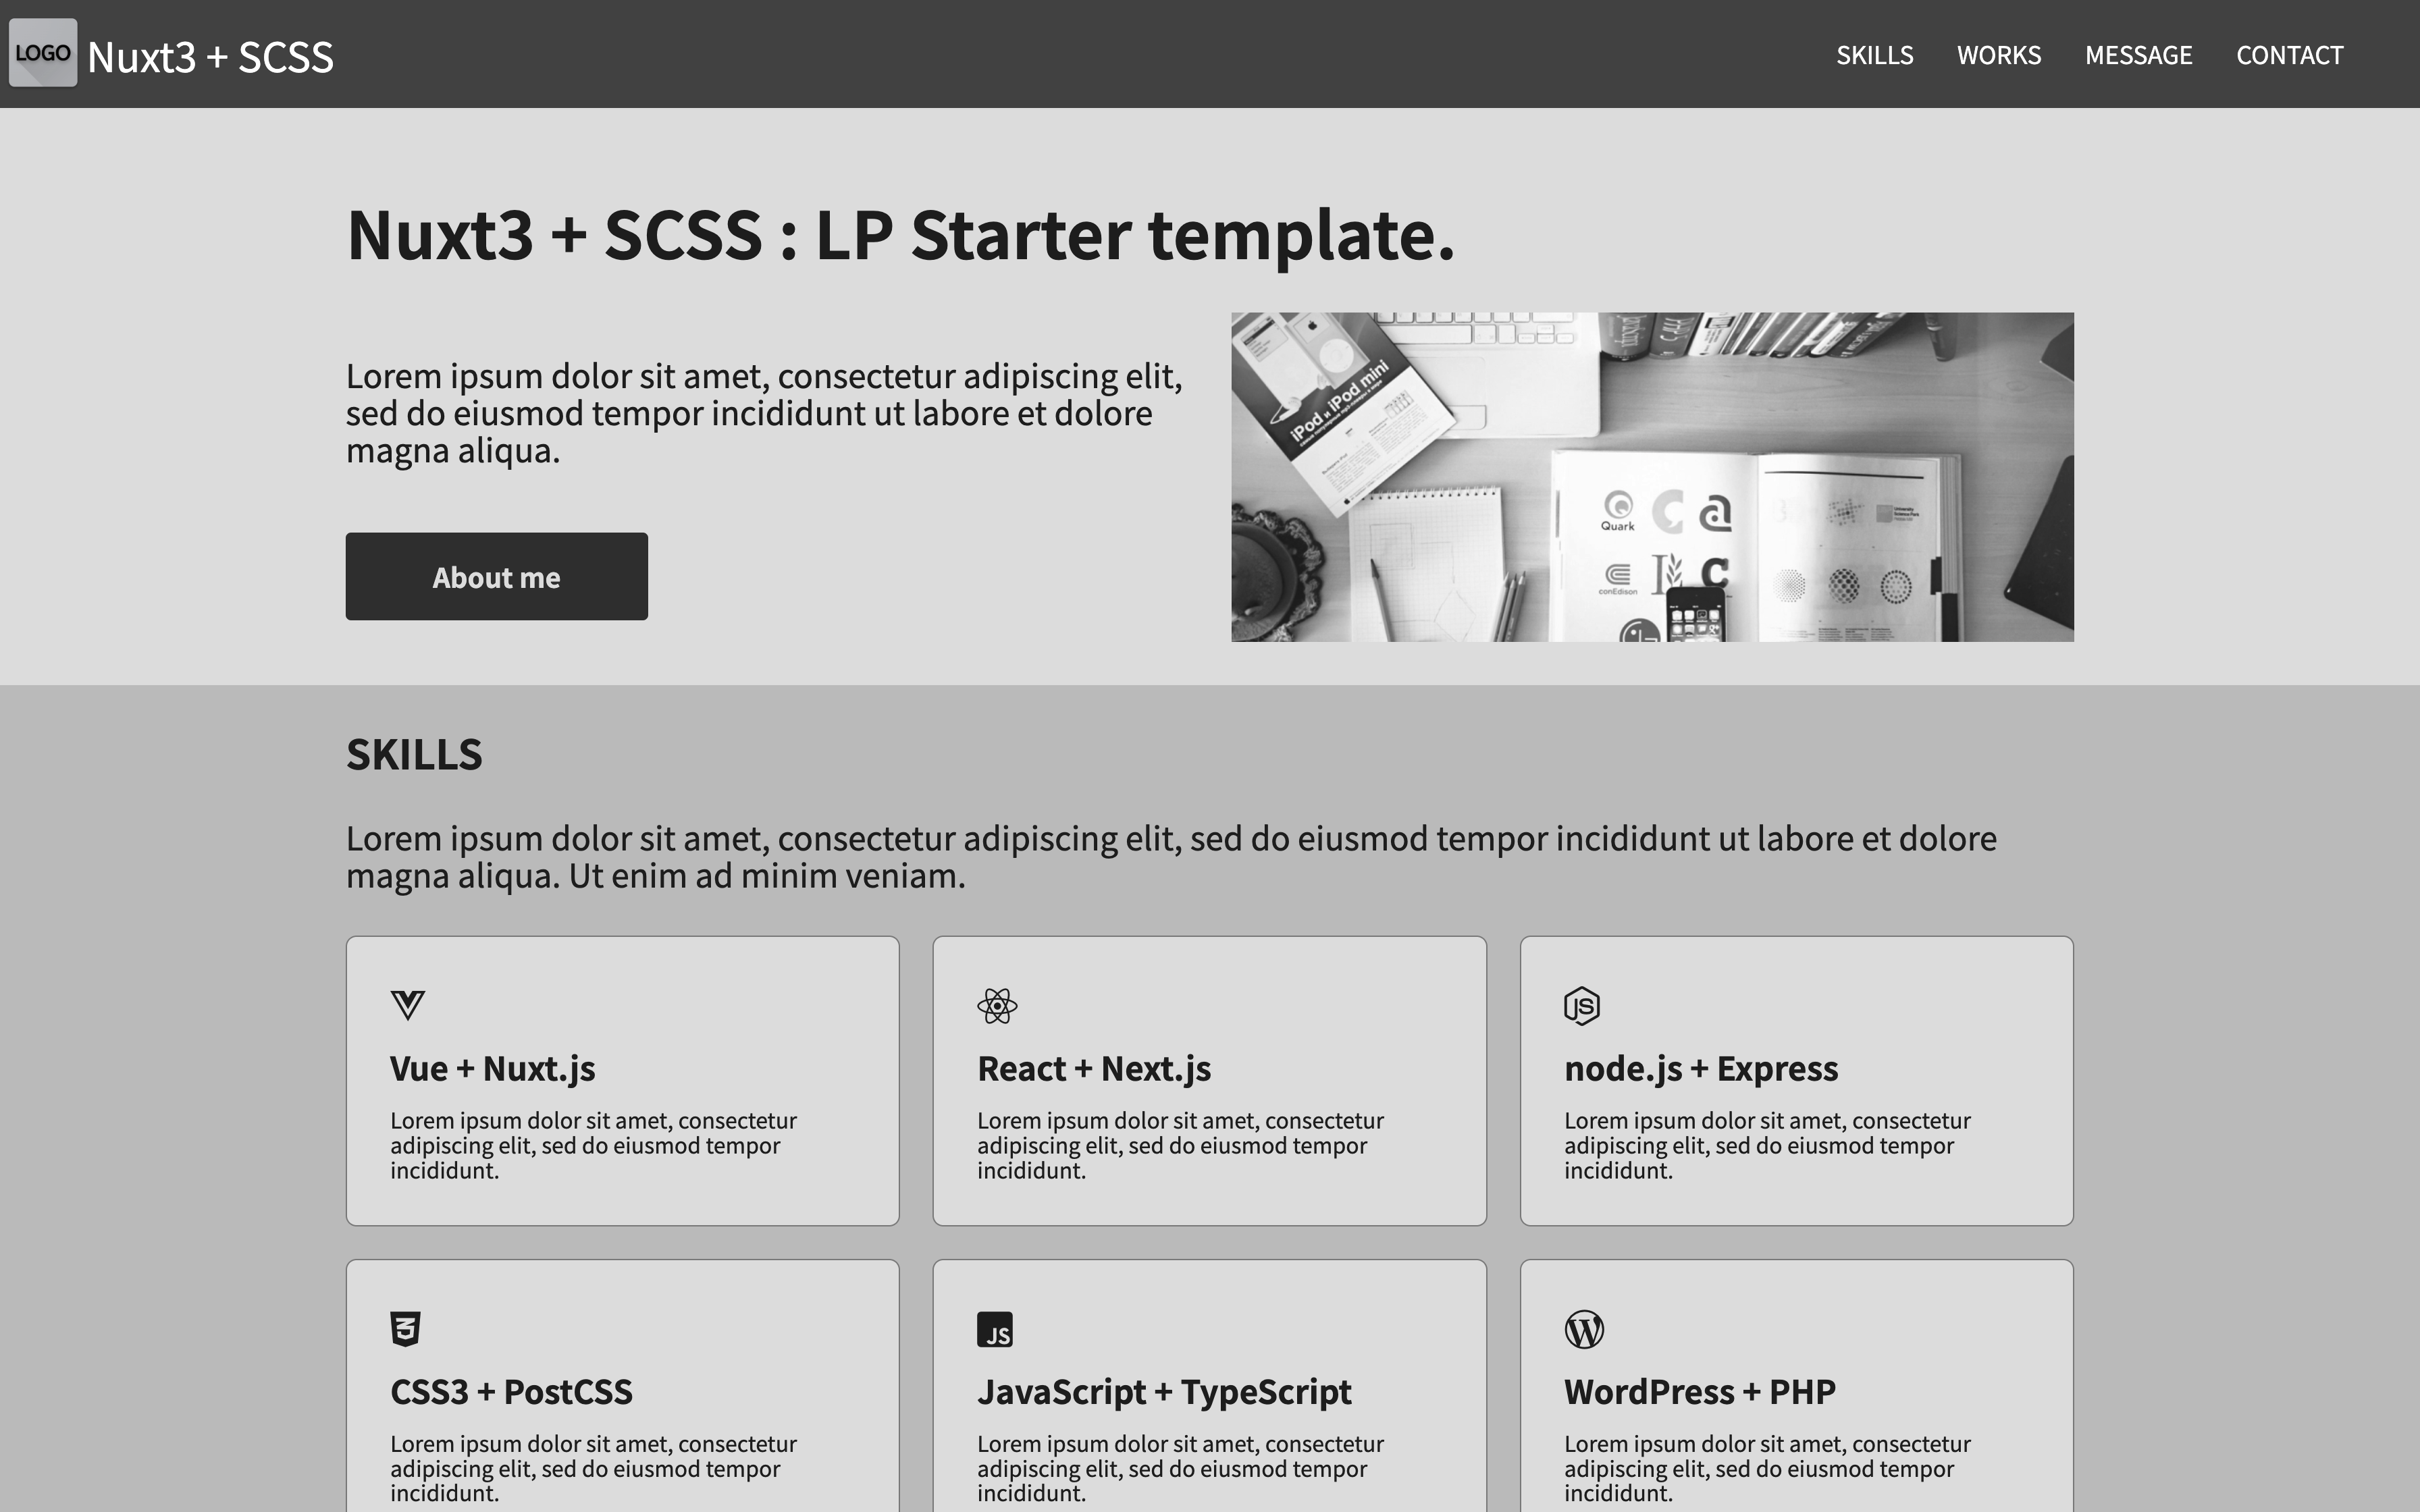 LOGO Nuxt3 + SCSS
SKILLS WORKS MESSAGE CONTACT
Nuxt3 + SCSS : LP Starter template.
Lorem ipsum dolor sit amet, consectetur adipiscing elit,
sed do eiusmod tempor incididunt ut labore et dolore
magna aliqua.
About me
iPod и iPod mini
Quark
conEdison
SKILLS
Lorem ipsum dolor sit amet, consectetur adipiscing elit, sed do eiusmod tempor incididunt ut labore et dolore
magna aliqua. Ut enim ad minim veniam.
Vue + Nuxt.js
Lorem ipsum dolor sit amet, consectetur
adipiscing elit, sed do eiusmod tempor
incididunt.
React + Next.js
Lorem ipsum dolor sit amet, consectetur
adipiscing elit, sed do eiusmod tempor
incididunt.
JS
node.js + Express
Lorem ipsum dolor sit amet, consectetur
adipiscing elit, sed do eiusmod tempor
incididunt.
CSS3 + PostCSS
Lorem ipsum dolor sit amet, consectetur
adipiscing elit, sed do eiusmod tempor
incididunt.
JS
JavaScript + TypeScript
Lorem ipsum dolor sit amet, consectetur
adipiscing elit, sed do eiusmod tempor
incididunt.
WordPress + PHP
Lorem ipsum dolor sit amet, consectetur
adipiscing elit, sed do eiusmod tempor
incididunt.